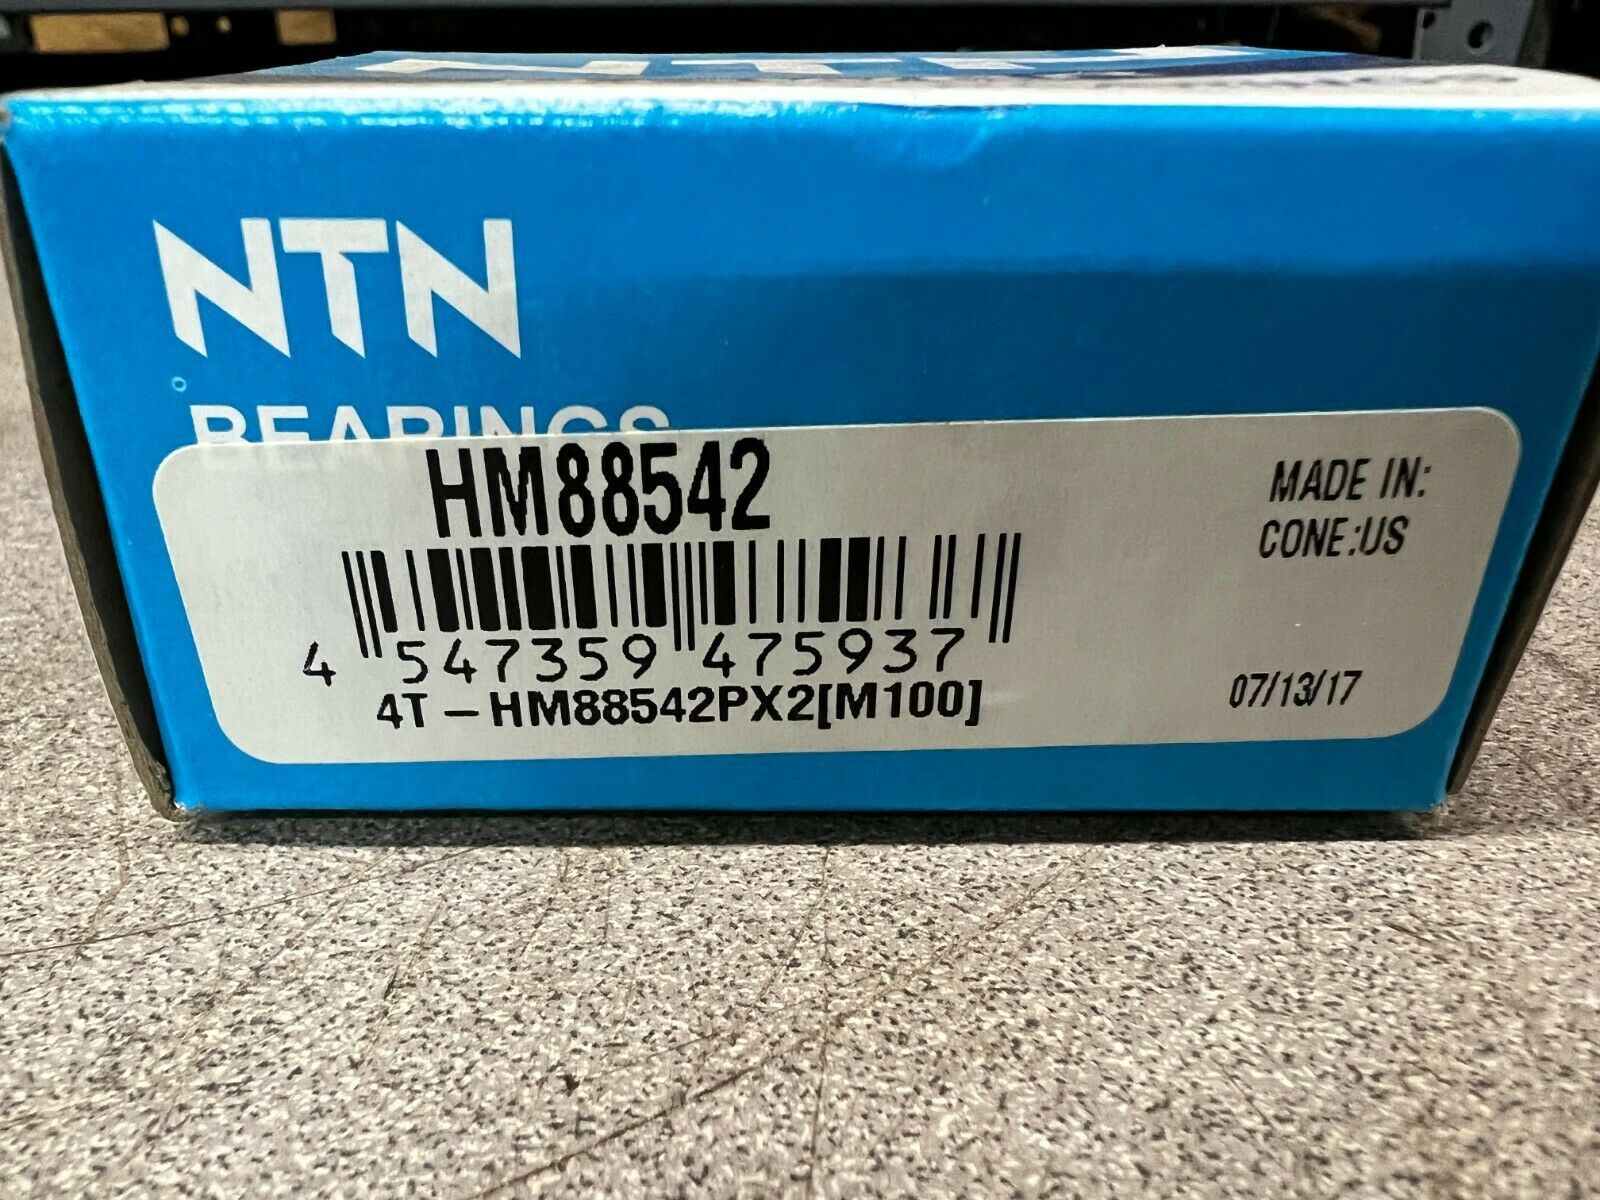 NTN
BEARINGS
HM88542
MADE IN:
CONE:US
4 547359 475937
4T-HM88542PX2[M100]
07/13/17